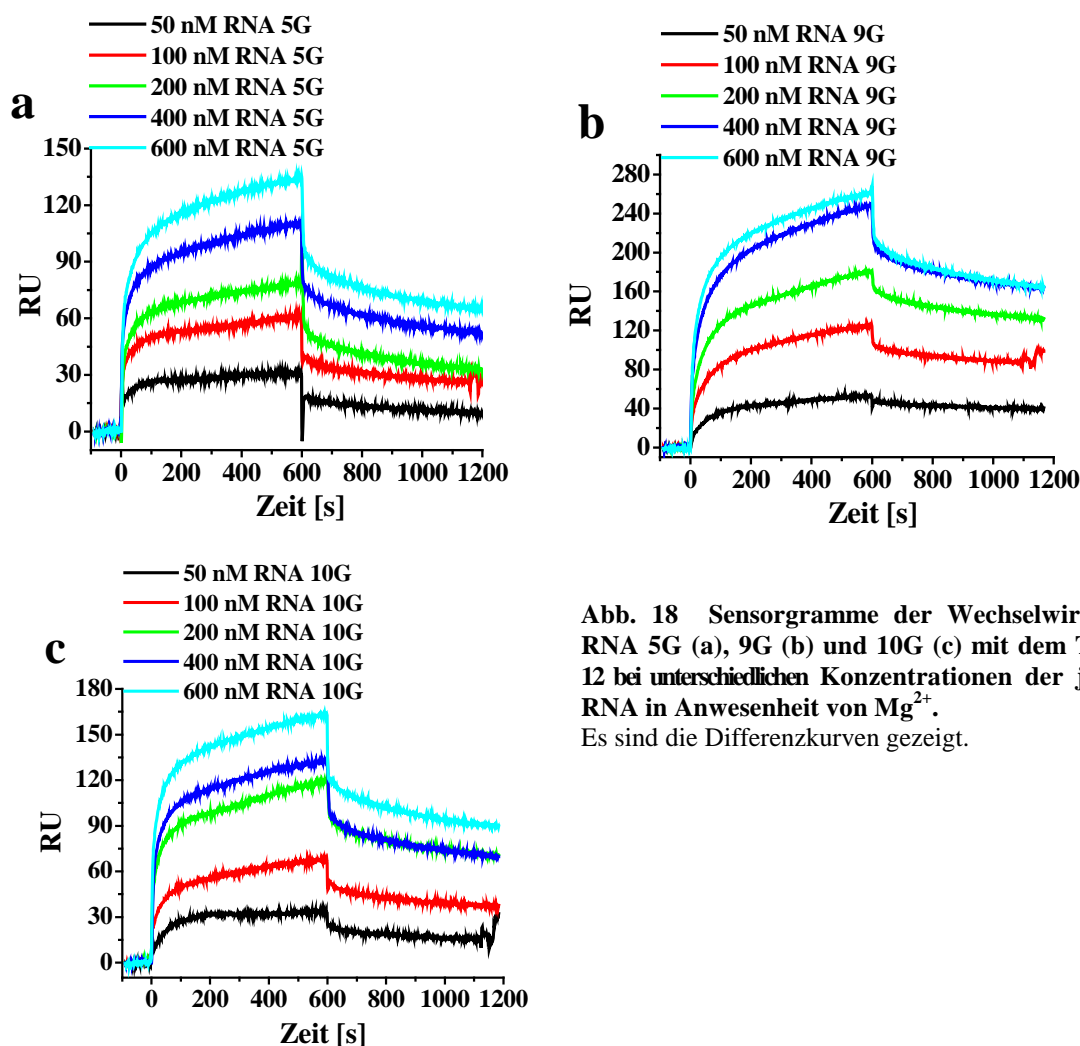 50 nM RNA 5G
100 nM RNA 5G
200 nM RNA 5G
400 nM RNA 5G
600 nM RNA 5G
a
150
120
90
60
30
0
RU
0 200 400 600 800 1000 1200
Zeit [s]
50 nM RNA 9G
100 nM RNA 9G
200 nM RNA 9G
400 nM RNA 9G
600 nM RNA 9G
b
280
240
200
160
120
80
40
0
RU
0 200 400 600 800 1000 1200
Zeit [s]
50 nM RNA 10G
100 nM RNA 10G
200 nM RNA 10G
400 nM RNA 10G
600 nM RNA 10G
c
180
150
120
90
60
30
0
RU
0 200 400 600 800 1000 1200
Zeit [s]
Abb. 18 Sensorgramme der Wechselwir
RNA 5G (a), 9G (b) und 10G (c) mit dem T
12 bei unterschiedlichen Konzentrationen der j
RNA in Anwesenheit von Mg²⁺.
Es sind die Differenzkurven gezeigt.